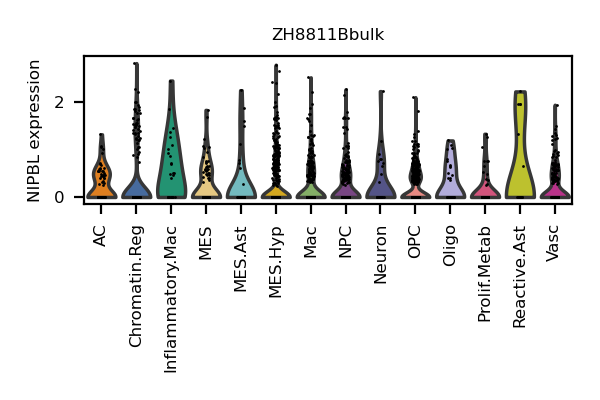 ZH8811Bbulk
NIPBL expression
2
0
AC
Chromatin.Reg
Inflammatory.Mac
MES
MES.Ast
MES.Hyp
Mac
NPC
Neuron
OPC
Oligo
Prolif.Metab
Reactive.Ast
Vasc